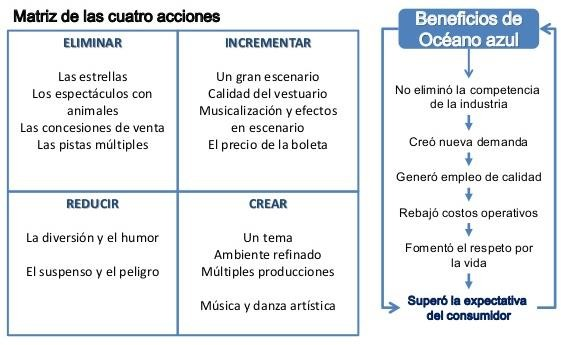 Matriz de las cuatro acciones
ELIMINAR
Las estrellas
Los espectáculos con
animales
Las concesiones de venta
Las pistas múltiples
INCREMENTAR
Un gran escenario
Calidad del vestuario
Musicalización y efectos
en escenario
El precio de la boleta
REDUCIR
La diversión y el humor
El suspenso y el peligro
CREAR
Un tema
Ambiente refinado
Múltiples producciones
Música y danza artística
Beneficios de
Océano azul
No eliminó la competencia
de la industria
Creó nueva demanda
Generó empleo de calidad
Rebajó costos operativos
Fomentó el respeto por
la vida
Superó la expectativa
del consumidor